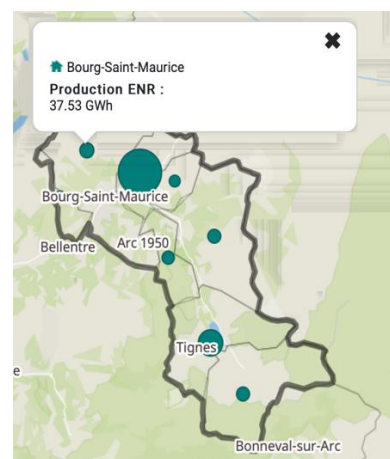 ✖
Bourg-Saint-Maurice
Production ENR :
37.53 GWh
Bourg-Saint-Maurice
Bellentre
Arc 1950
Tignes
e
Bonneval-sur-Arc